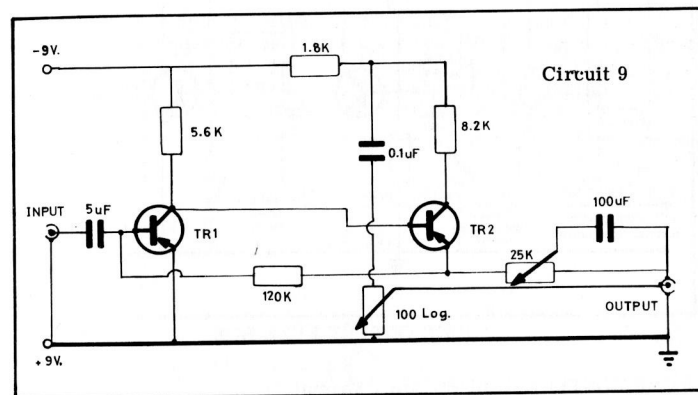 -9V.
1.8K
Circuit 9
5.6K
8.2K
0.1uF
INPUT
5uF
TR1
TR2
100uF
25K
120K
100 Log.
OUTPUT
+9V.